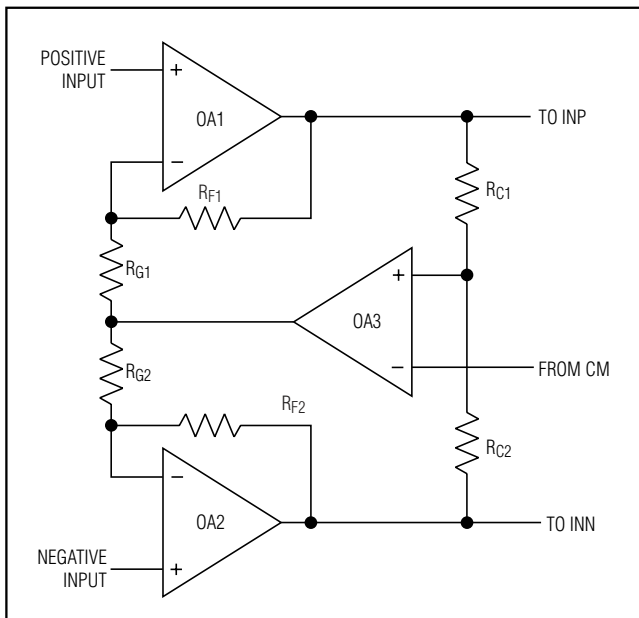 POSITIVE
INPUT
+
OA1
−
TO INP
RF1
RC1
RG1
+
OA3
−
FROM CM
RG2
RF2
RC2
−
OA2
+
TO INN
NEGATIVE
INPUT